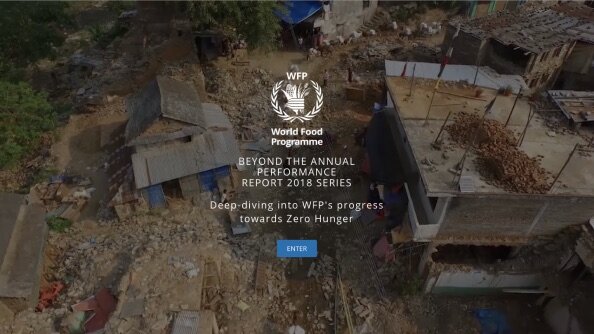 WFP
World Food
Programme
BEYOND THE ANNUAL
PERFORMANCE
REPORT 2018 SERIES
Deep-diving into WFP's progress
towards Zero Hunger
ENTER